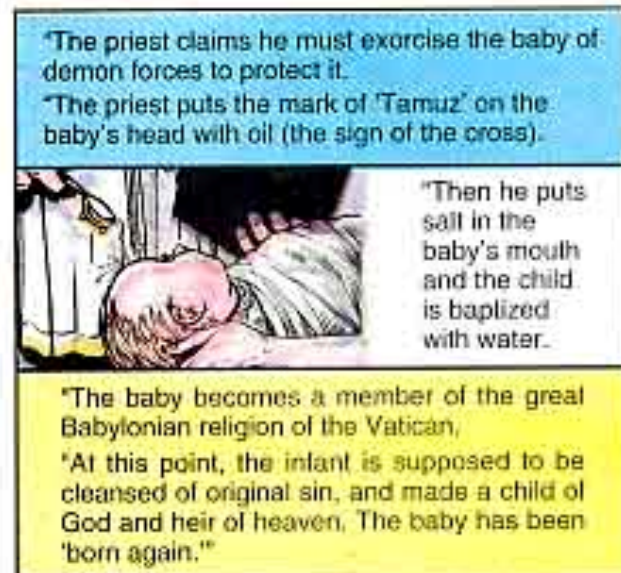 "The priest claims he must exorcise the baby of
demon forces to protect it.
"The priest puts the mark of 'Tamuz' on the
baby's head with oil (the sign of the cross).
"Then he puts
salt in the
baby's mouth
and the child
is baptized
with water.
"The baby becomes a member of the great
Babylonian religion of the Vatican.
"At this point, the infant is supposed to be
cleansed of original sin, and made a child of
God and heir of heaven. The baby has been
'born again.'"